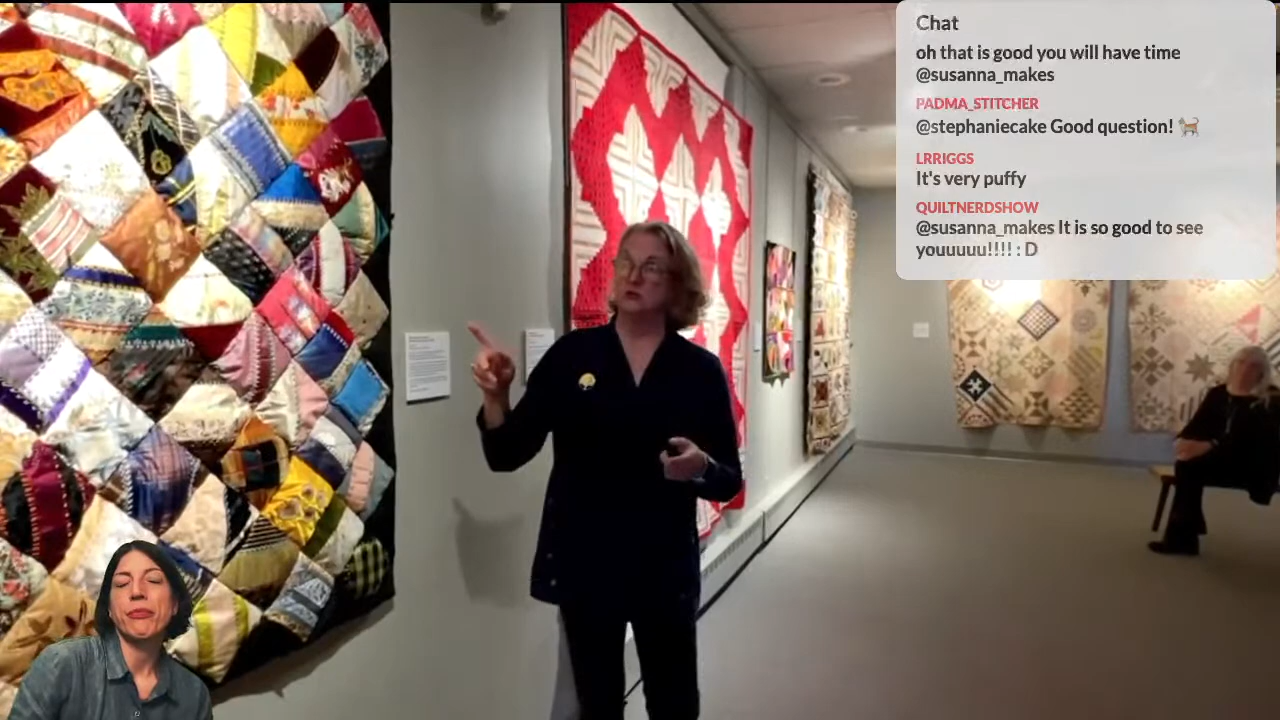 Chat
oh that is good you will have time
@susanna_makes
PADMA_STITCHER
@stephaniecake Good question! 🐈
LRRIGGS
It's very puffy
QUILTNERDSHOW
@susanna_makes It is so good to see
youuuuu!!!! : D